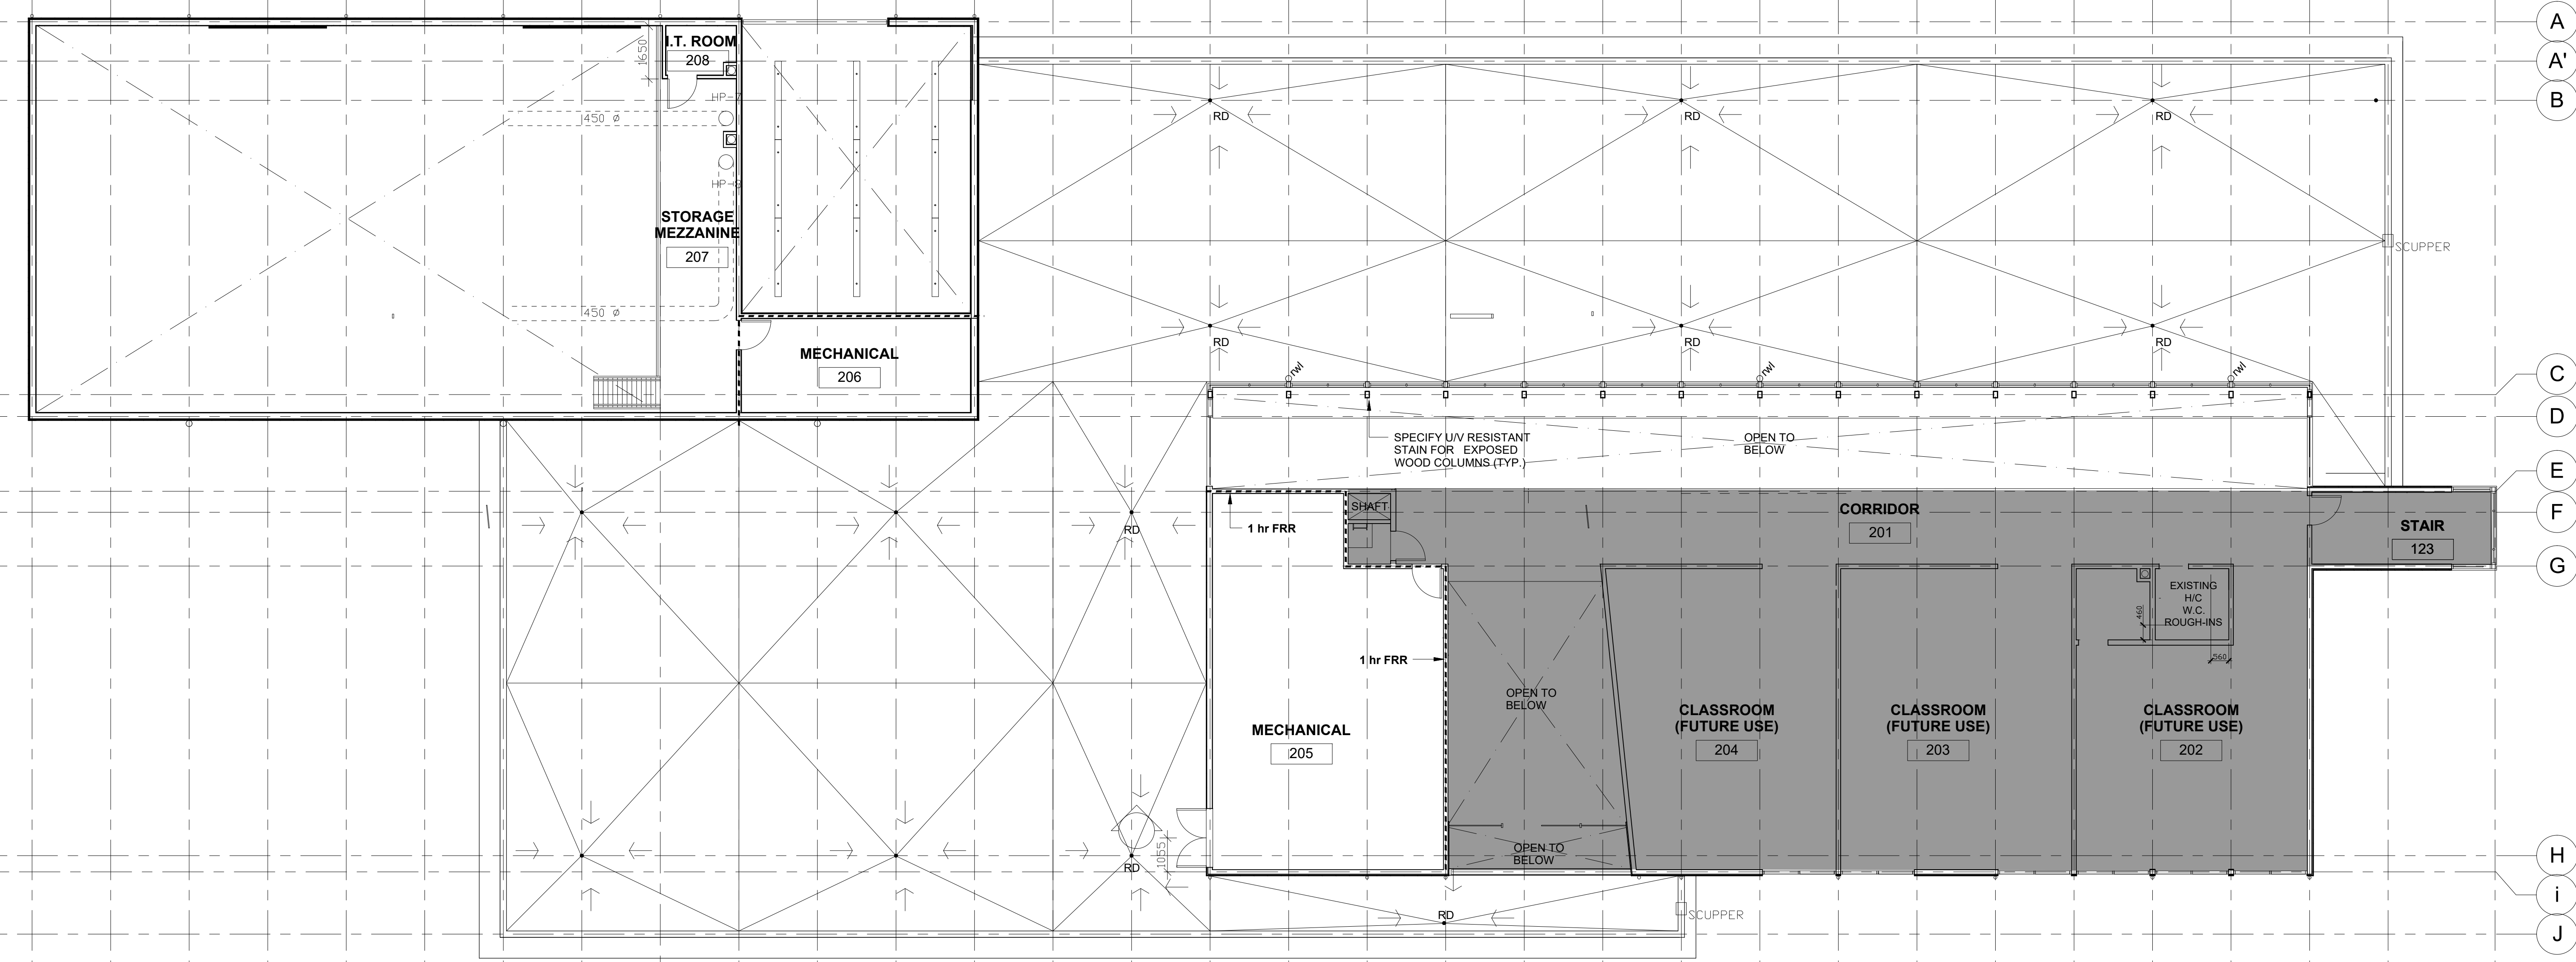 A
I.T. ROOM
208
1650
A'
HP-7
B
450 Ø
RD
RD
RD
HP-8
STORAGE
MEZZANINE
207
SCUPPER
450 Ø
RD
RD
RD
MECHANICAL
206
rwl
rwl
rwl
C
D
SPECIFY U/V RESISTANT
STAIN FOR EXPOSED
WOOD COLUMNS (TYP.)
OPEN TO
BELOW
E
SHAFT
CORRIDOR
201
1 hr FRR
RD
STAIR
123
F
G
EXISTING
H/C
W.C.
ROUGH-INS
460
560
1 hr FRR
OPEN TO
BELOW
MECHANICAL
205
CLASSROOM
(FUTURE USE)
204
CLASSROOM
(FUTURE USE)
203
CLASSROOM
(FUTURE USE)
202
1055
OPEN TO
BELOW
RD
H
i
RD
SCUPPER
J